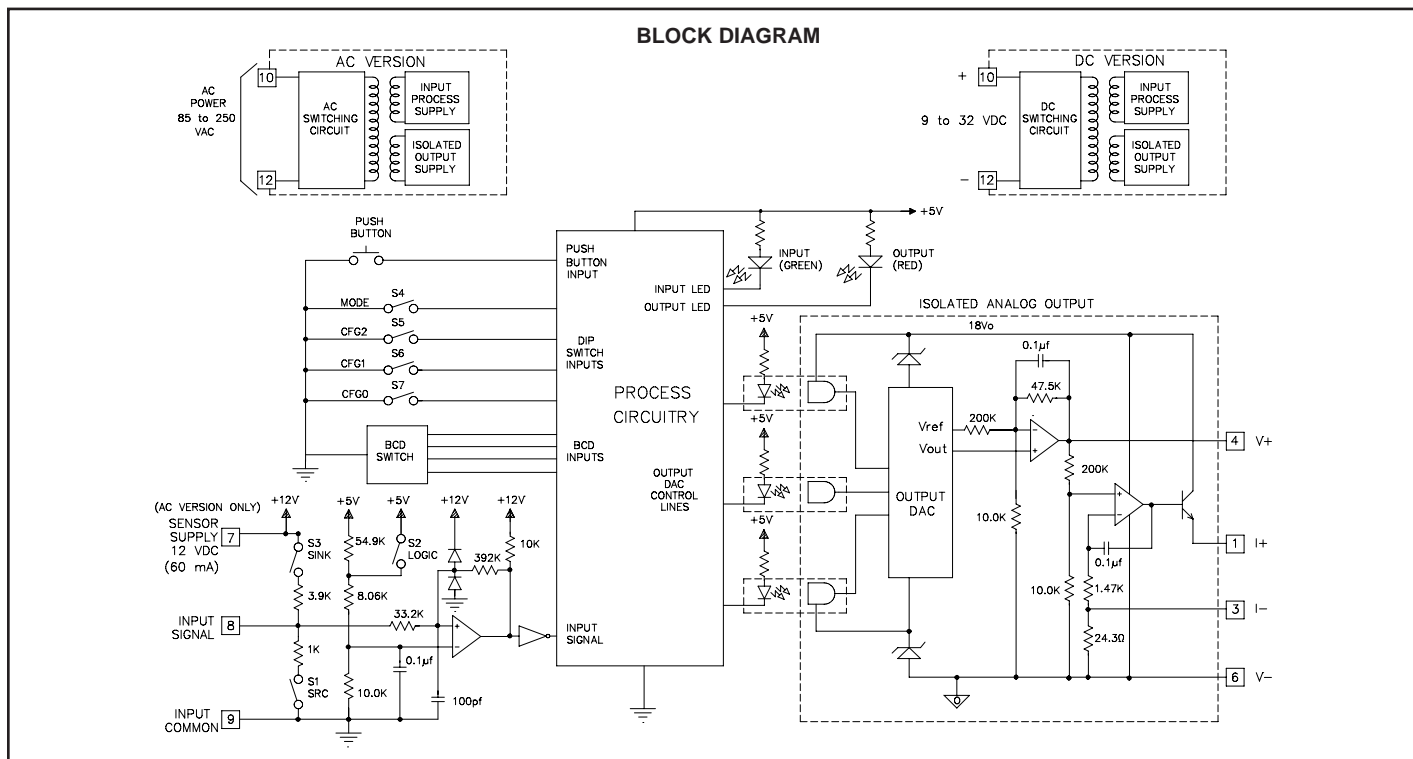 BLOCK DIAGRAM
AC VERSION
10
AC
POWER
85 to 250
VAC
12
AC
SWITCHING
CIRCUIT
INPUT
PROCESS
SUPPLY
ISOLATED
OUTPUT
SUPPLY
DC VERSION
+
10
9 to 32 VDC
-
12
DC
SWITCHING
CIRCUIT
INPUT
PROCESS
SUPPLY
ISOLATED
OUTPUT
SUPPLY
PUSH
BUTTON
MODE
S4
CFG2
S5
CFG1
S6
CFG0
S7
BCD
SWITCH
PUSH
BUTTON
INPUT
DIP
SWITCH
INPUTS
BCD
INPUTS
INPUT
SIGNAL
PROCESS
CIRCUITRY
INPUT LED
OUTPUT LED
OUTPUT
DAC
CONTROL
LINES
+5V
INPUT
(GREEN)
OUTPUT
(RED)
(AC VERSION ONLY)
SENSOR
SUPPLY
12 VDC
(60 mA)
7
+12V
S3
SINK
3.9K
INPUT
SIGNAL
8
1K
S1
SRC
INPUT
COMMON
9
+5V
54.9K
8.06K
10.0K
+5V
S2
LOGIC
33.2K
0.1µf
+12V
392K
+
-
100pf
+12V
10K
+5V
+5V
+5V
ISOLATED ANALOG OUTPUT
18Vo
Vref
Vout
OUTPUT
DAC
200K
0.1µf
47.5K
-
+
10.0K
200K
10.0K
+
-
0.1µf
1.47K
24.3Ω
0
4 V+
1 I+
3 I-
6 V-